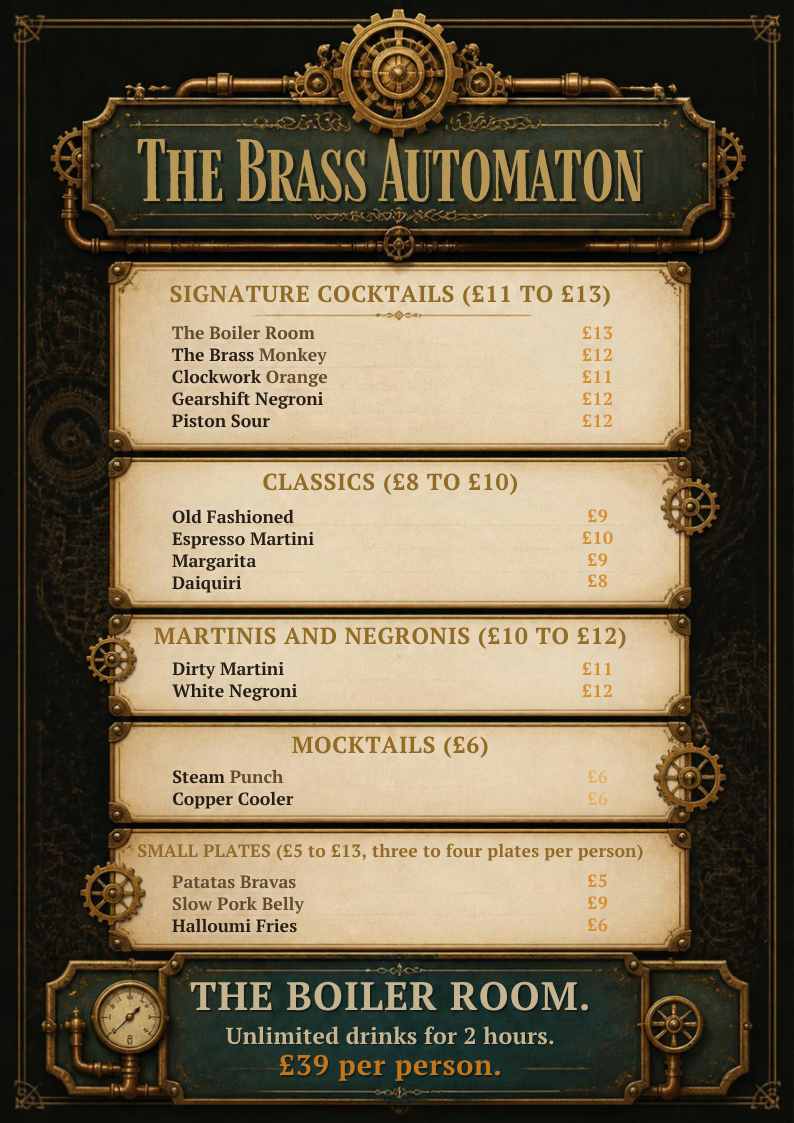 THE BRASS AUTOMATON
SIGNATURE COCKTAILS (£11 TO £13)
The Boiler Room £13
The Brass Monkey £12
Clockwork Orange £11
Gearshift Negroni £12
Piston Sour £12
CLASSICS (£8 TO £10)
Old Fashioned £9
Espresso Martini £10
Margarita £9
Daiquiri £8
MARTINIS AND NEGRONIS (£10 TO £12)
Dirty Martini £11
White Negroni £12
MOCKTAILS (£6)
Steam Punch £6
Copper Cooler £6
SMALL PLATES (£5 to £13, three to four plates per person)
Patatas Bravas £5
Slow Pork Belly £9
Halloumi Fries £6
THE BOILER ROOM.
Unlimited drinks for 2 hours.
£39 per person.